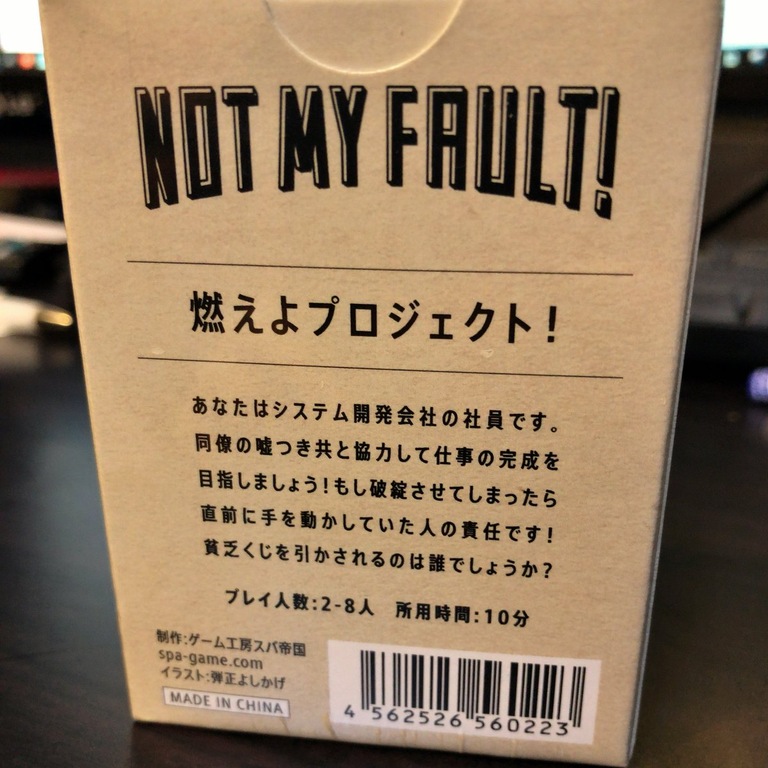 NOT MY FAULT!
燃えよプロジェクト!
あなたはシステム開発会社の社員です。
同僚の嘘つき共と協力して仕事の完成を
目指しましょう!もし破綻させてしまったら
直前に手を動かしていた人の責任です!
貧乏くじを引かされるのは誰でしょうか?
プレイ人数:2-8人 所用時間:10分
制作:ゲーム工房スパ帝国
spa-game.com
イラスト:弾正よしかげ
MADE IN CHINA
4 562526 560223